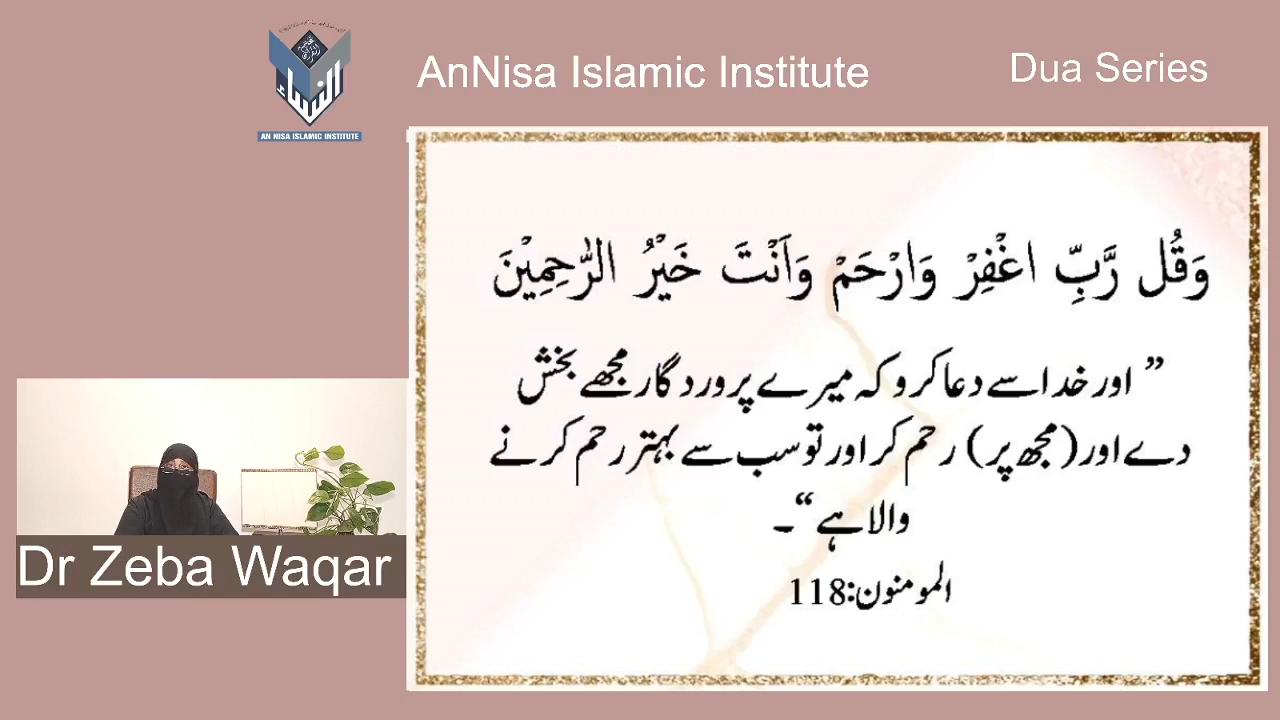 AN NISA ISLAMIC INSTITUTE
AnNisa Islamic Institute
Dua Series
وَقُل رَّبِّ اغْفِرْ وَارْحَمْ وَاَنْتَ خَيْرُ الرّٰحِمِيْنَ
” اور خدا سے دعا کرو کہ میرے پروردگار مجھے بخش
دے اور (مجھ پر) رحم کر اور تو سب سے بہتر رحم کرنے
والا ہے“۔
المومنون:118
Dr Zeba Waqar